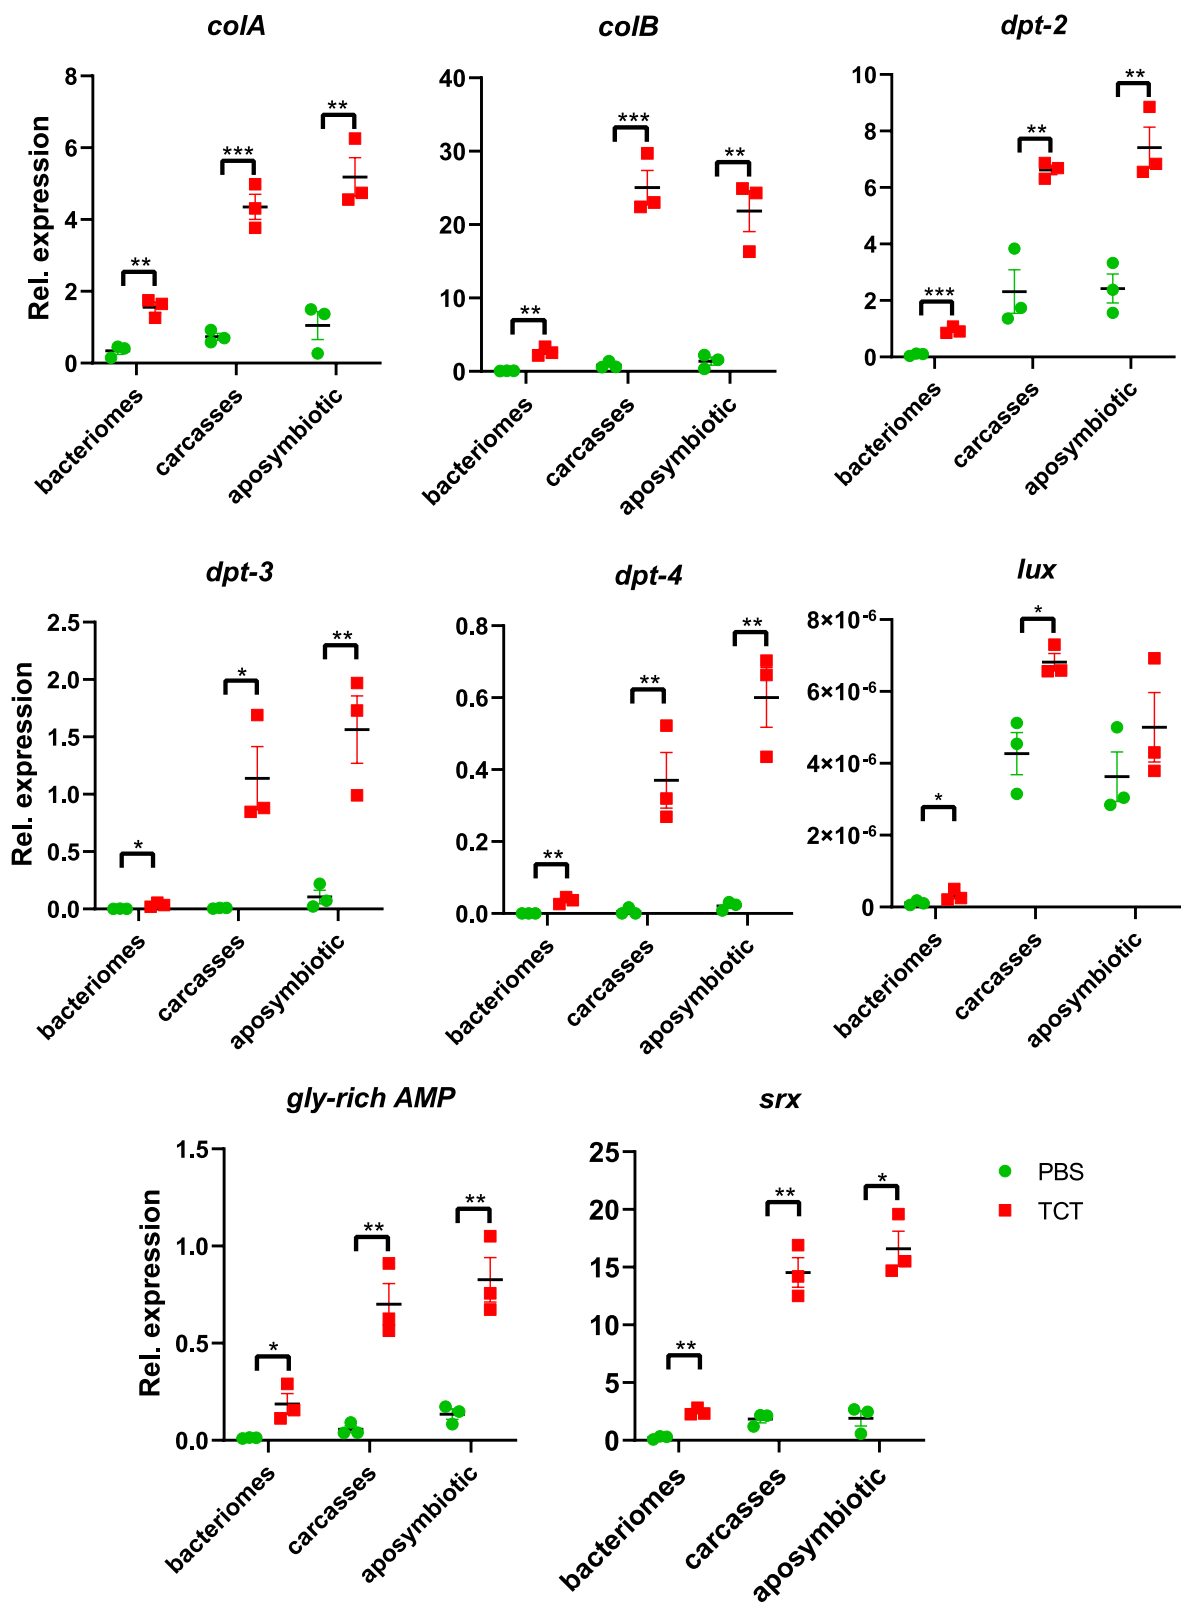 colA
Rel. expression
8
6
4
2
0
**
***
**
bacteriomes
carcasses
aposymbiotic
colB
40
30
20
10
0
**
***
**
bacteriomes
carcasses
aposymbiotic
dpt-2
10
8
6
4
2
0
***
**
**
bacteriomes
carcasses
aposymbiotic
dpt-3
Rel. expression
2.5
2.0
1.5
1.0
0.5
0.0
*
*
**
bacteriomes
carcasses
aposymbiotic
dpt-4
0.8
0.6
0.4
0.2
0.0
**
**
**
bacteriomes
carcasses
aposymbiotic
lux
8×10⁻⁶
6×10⁻⁶
4×10⁻⁶
2×10⁻⁶
0
*
*
bacteriomes
carcasses
aposymbiotic
gly-rich AMP
Rel. expression
1.5
1.0
0.5
0.0
*
**
**
bacteriomes
carcasses
aposymbiotic
srx
25
20
15
10
5
0
**
**
*
bacteriomes
carcasses
aposymbiotic
PBS
TCT